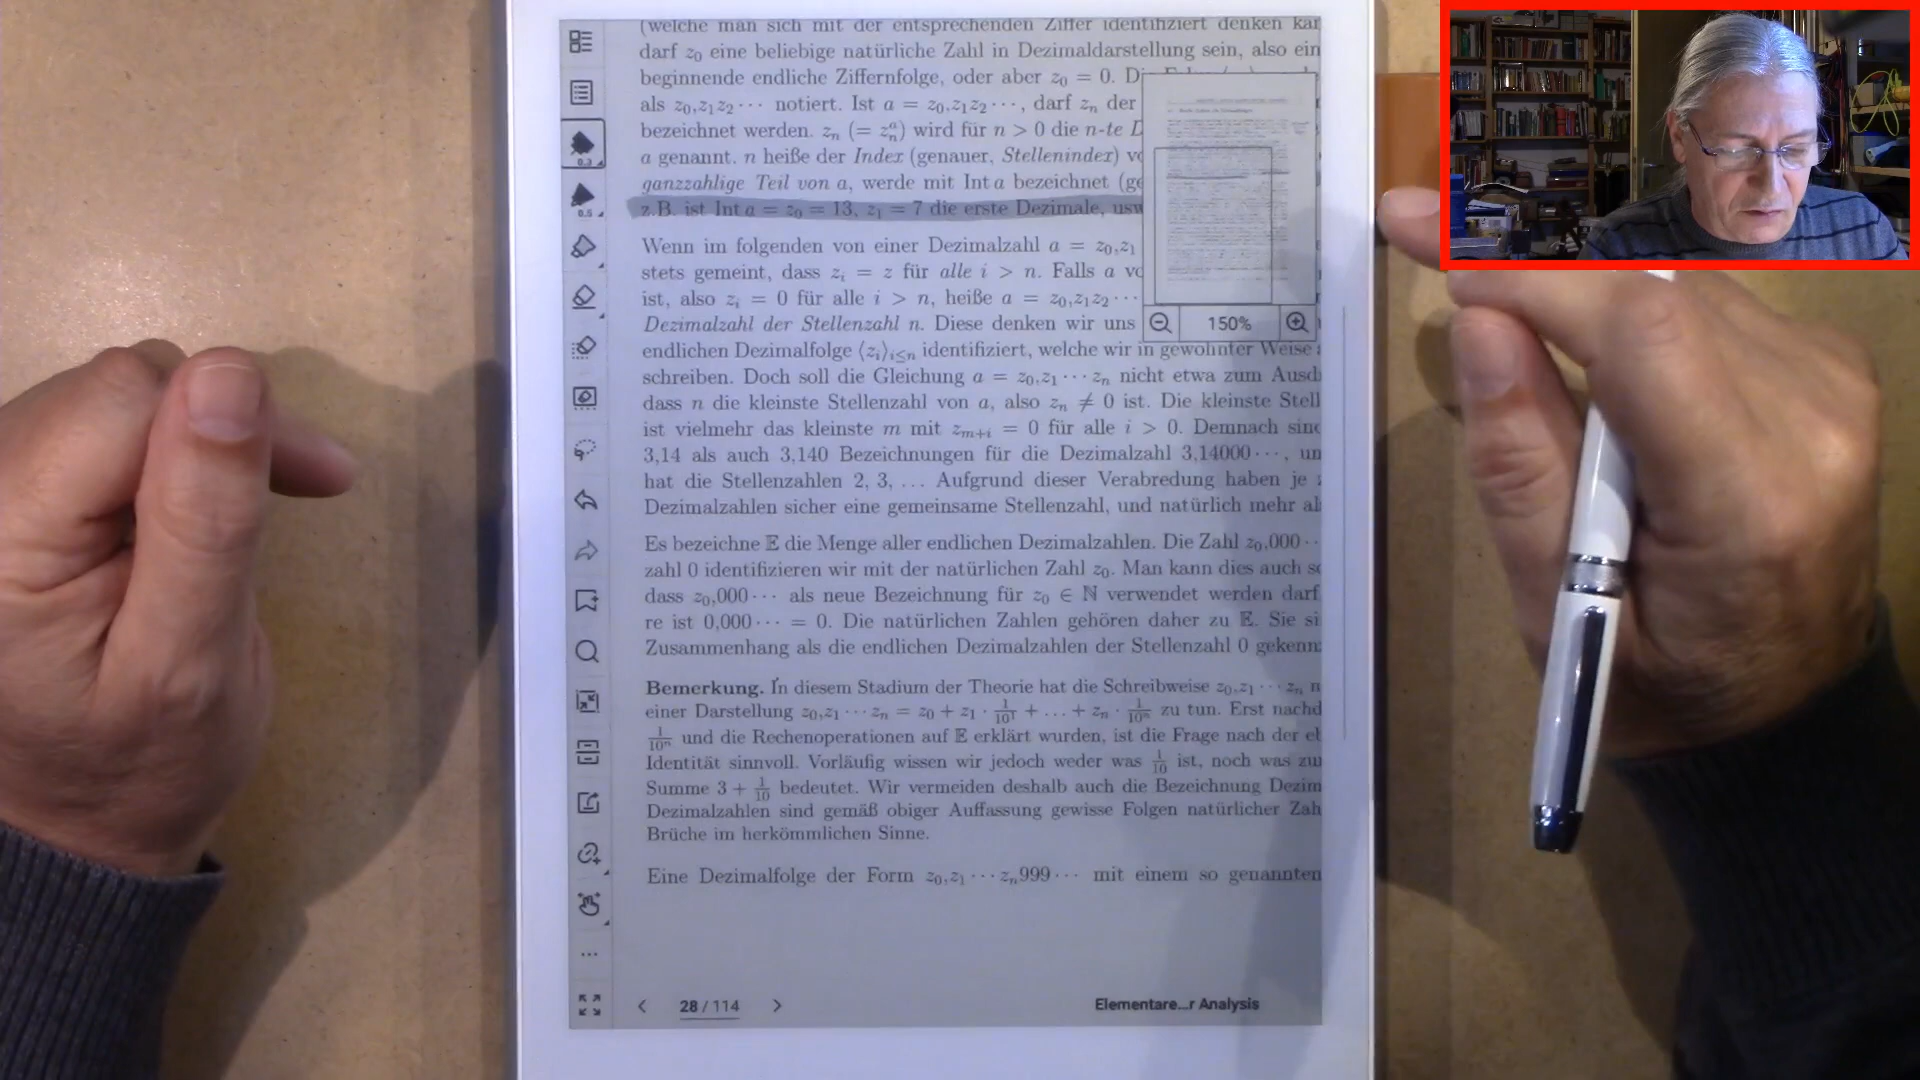 (welche man sich mit der entsprechenden Ziffer identifiziert denken kan
darf z₀ eine beliebige natürliche Zahl in Dezimaldarstellung sein, also ein
beginnende endliche Ziffernfolge, oder aber z₀ = 0.
als z₀,z₁z₂··· notiert. Ist a = z₀,z₁z₂···, darf zₙ der
bezeichnet werden. zₙ (= zₙᵃ) wird für n > 0 die n-te D
a genannt. n heiße der Index (genauer, Stellenindex) vo
ganzzahlige Teil von a, werde mit Int a bezeichnet (ge
z.B. ist Int a = z₀ = 13, z₁ = 7 die erste Dezimale, usw
Wenn im folgenden von einer Dezimalzahl a = z₀,z₁
stets gemeint, dass zᵢ = z für alle i > n. Falls a vo
ist, also zᵢ = 0 für alle i > n, heiße a = z₀,z₁z₂···
Dezimalzahl der Stellenzahl n. Diese denken wir uns
150%
endlichen Dezimalfolge ⟨zᵢ⟩ᵢ≤ₙ identifiziert, welche wir in gewohnter Weise
schreiben. Doch soll die Gleichung a = z₀,z₁···zₙ nicht etwa zum Ausd
dass n die kleinste Stellenzahl von a, also zₙ ≠ 0 ist. Die kleinste Stell
ist vielmehr das kleinste m mit zₘ₊ᵢ = 0 für alle i > 0. Demnach sind
3,14 als auch 3,140 Bezeichnungen für die Dezimalzahl 3,14000···, un
hat die Stellenzahlen 2, 3, ... Aufgrund dieser Verabredung haben je
Dezimalzahlen sicher eine gemeinsame Stellenzahl, und natürlich mehr al
Es bezeichne 𝔼 die Menge aller endlichen Dezimalzahlen. Die Zahl z₀,000··
zahl 0 identifizieren wir mit der natürlichen Zahl z₀. Man kann dies auch so
dass z₀,000··· als neue Bezeichnung für z₀ ∈ ℕ verwendet werden darf
re ist 0,000··· = 0. Die natürlichen Zahlen gehören daher zu 𝔼. Sie si
Zusammenhang als die endlichen Dezimalzahlen der Stellenzahl 0 gekenn
Bemerkung. In diesem Stadium der Theorie hat die Schreibweise z₀,z₁···zₙ n
einer Darstellung z₀,z₁···zₙ = z₀ + z₁ · 1/10¹ + ... + zₙ · 1/10ⁿ zu tun. Erst nachd
1/10ⁿ und die Rechenoperationen auf 𝔼 erklärt wurden, ist die Frage nach der eb
Identität sinnvoll. Vorläufig wissen wir jedoch weder was 1/10 ist, noch was zu
Summe 3 + 1/10 bedeutet. Wir vermeiden deshalb auch die Bezeichnung Dezim
Dezimalzahlen sind gemäß obiger Auffassung gewisse Folgen natürlicher Zah
Brüche im herkömmlichen Sinne.
Eine Dezimalfolge der Form z₀,z₁···zₙ999··· mit einem so genannten
28 / 114
Elementare...r Analysis